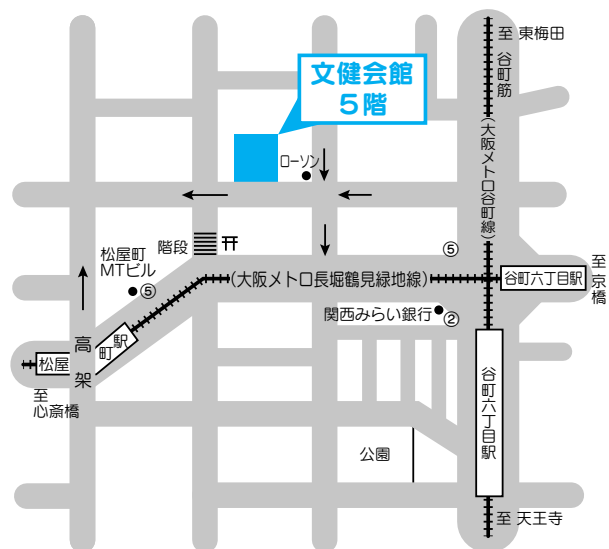 至 東梅田
谷町筋
(大阪メトロ谷町線)
文健会館
5階
ローソン
階段
松屋町
MTビル
⑤
⑤
(大阪メトロ長堀鶴見緑地線)
谷町六丁目駅
至京橋
関西みらい銀行
②
高架
松屋町駅
至
心斎橋
谷町六丁目駅
公園
至 天王寺